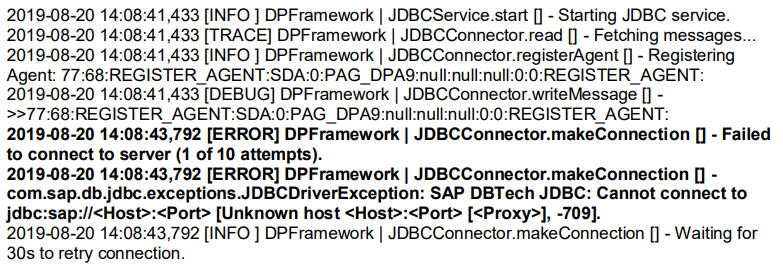 2019-08-20 14:08:41,433 [INFO ] DPFramework | JDBCService.start [] - Starting JDBC service.
2019-08-20 14:08:41,433 [TRACE] DPFramework | JDBCConnector.read [] - Fetching messages...
2019-08-20 14:08:41,433 [INFO ] DPFramework | JDBCConnector.registerAgent [] - Registering
Agent: 77:68:REGISTER_AGENT:SDA:0:PAG_DPA9:null:null:null:0:0:REGISTER_AGENT:
2019-08-20 14:08:41,433 [DEBUG] DPFramework | JDBCConnector.writeMessage [] -
>>77:68:REGISTER_AGENT:SDA:0:PAG_DPA9:null:null:null:0:0:REGISTER_AGENT:
2019-08-20 14:08:43,792 [ERROR] DPFramework | JDBCConnector.makeConnection [] - Failed
to connect to server (1 of 10 attempts).
2019-08-20 14:08:43,792 [ERROR] DPFramework | JDBCConnector.makeConnection [] -
com.sap.db.jdbc.exceptions.JDBCDriverException: SAP DBTech JDBC: Cannot connect to
jdbc:sap://<Host>:<Port> [Unknown host <Host>:<Port> [<Proxy>], -709].
2019-08-20 14:08:43,792 [INFO ] DPFramework | JDBCConnector.makeConnection [] - Waiting for
30s to retry connection.